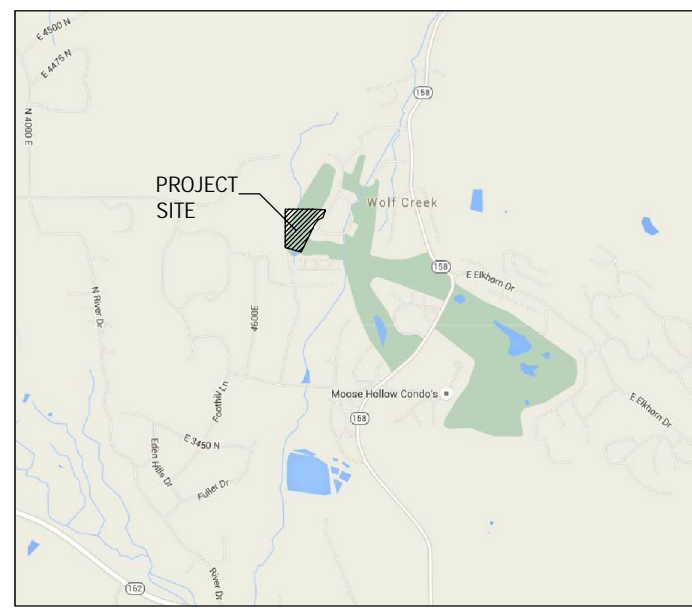 E 4500 N
E 4475 N
N 4000 E
158
PROJECT
SITE
Wolf Creek
158
E Elkhorn Dr
N River Dr
4600E
Moose Hollow Condo's
158
Foothill Ln
E Elkhorn Dr
E 3450 N
Eden Hills Dr
Fuller Dr
River Dr
162